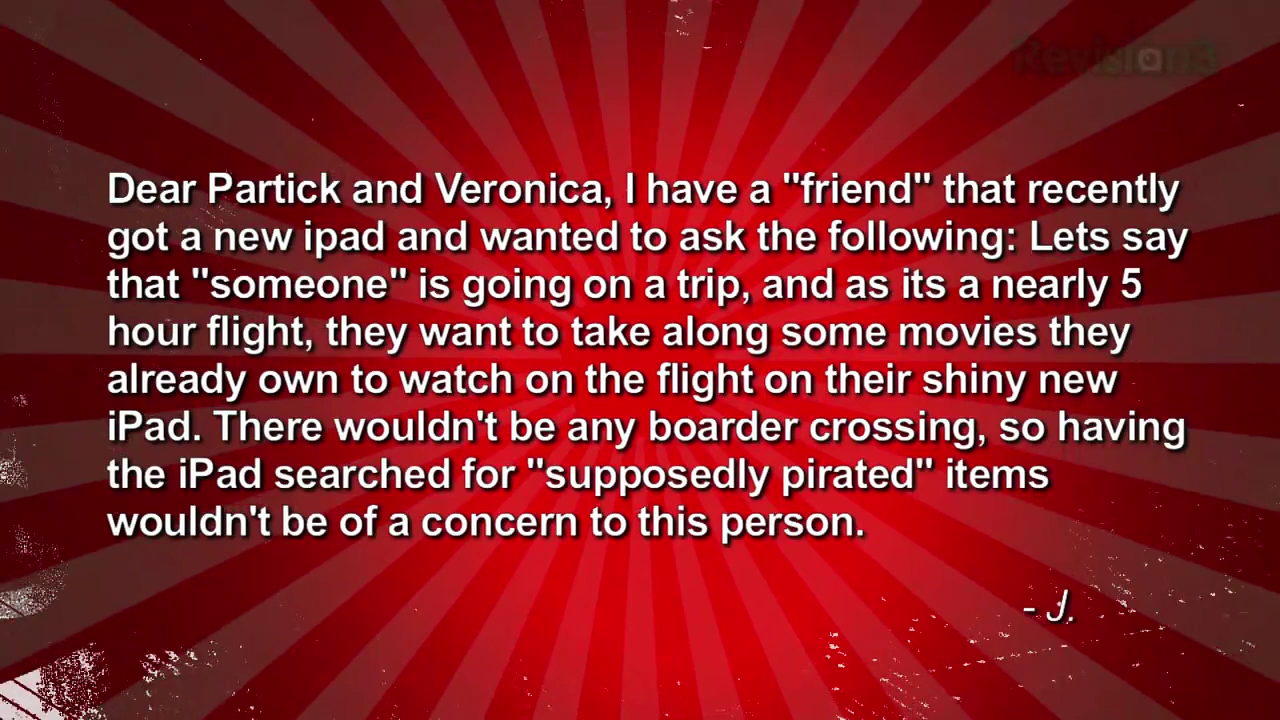 Revision3
Dear Partick and Veronica, I have a "friend" that recently
got a new ipad and wanted to ask the following: Lets say
that "someone" is going on a trip, and as its a nearly 5
hour flight, they want to take along some movies they
already own to watch on the flight on their shiny new
iPad. There wouldn't be any boarder crossing, so having
the iPad searched for "supposedly pirated" items
wouldn't be of a concern to this person.
- J.